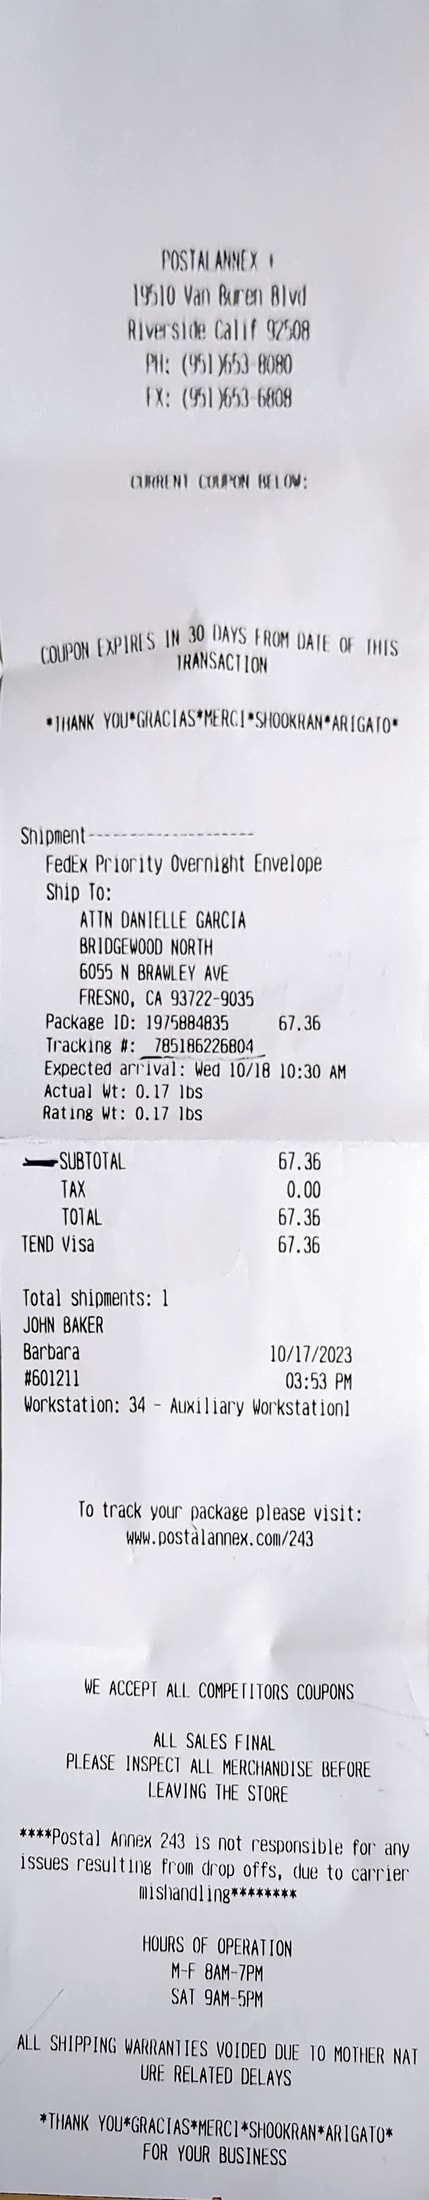 POSTALANNEX +
19510 Van Buren Blvd
Riverside Calif 92508
PH: (951)653-8080
FX: (951)653-6808
CURRENT COUPON BELOW:
COUPON EXPIRES IN 30 DAYS FROM DATE OF THIS
TRANSACTION
*THANK YOU*GRACIAS*MERCI*SHOOKRAN*ARIGATO*
Shipment---------------------
FedEx Priority Overnight Envelope
Ship To:
ATTN DANIELLE GARCIA
BRIDGEWOOD NORTH
6055 N BRAWLEY AVE
FRESNO, CA 93722-9035
Package ID: 1975884835 67.36
Tracking #: 785186226804
Expected arrival: Wed 10/18 10:30 AM
Actual Wt: 0.17 lbs
Rating Wt: 0.17 lbs
SUBTOTAL 67.36
TAX 0.00
TOTAL 67.36
TEND Visa 67.36
Total shipments: 1
JOHN BAKER
Barbara 10/17/2023
#601211 03:53 PM
Workstation: 34 - Auxiliary Workstation1
To track your package please visit:
www.postalannex.com/243
WE ACCEPT ALL COMPETITORS COUPONS
ALL SALES FINAL
PLEASE INSPECT ALL MERCHANDISE BEFORE
LEAVING THE STORE
****Postal Annex 243 is not responsible for any
issues resulting from drop offs, due to carrier
mishandling********
HOURS OF OPERATION
M-F 8AM-7PM
SAT 9AM-5PM
ALL SHIPPING WARRANTIES VOIDED DUE TO MOTHER NAT
URE RELATED DELAYS
*THANK YOU*GRACIAS*MERCI*SHOOKRAN*ARIGATO*
FOR YOUR BUSINESS